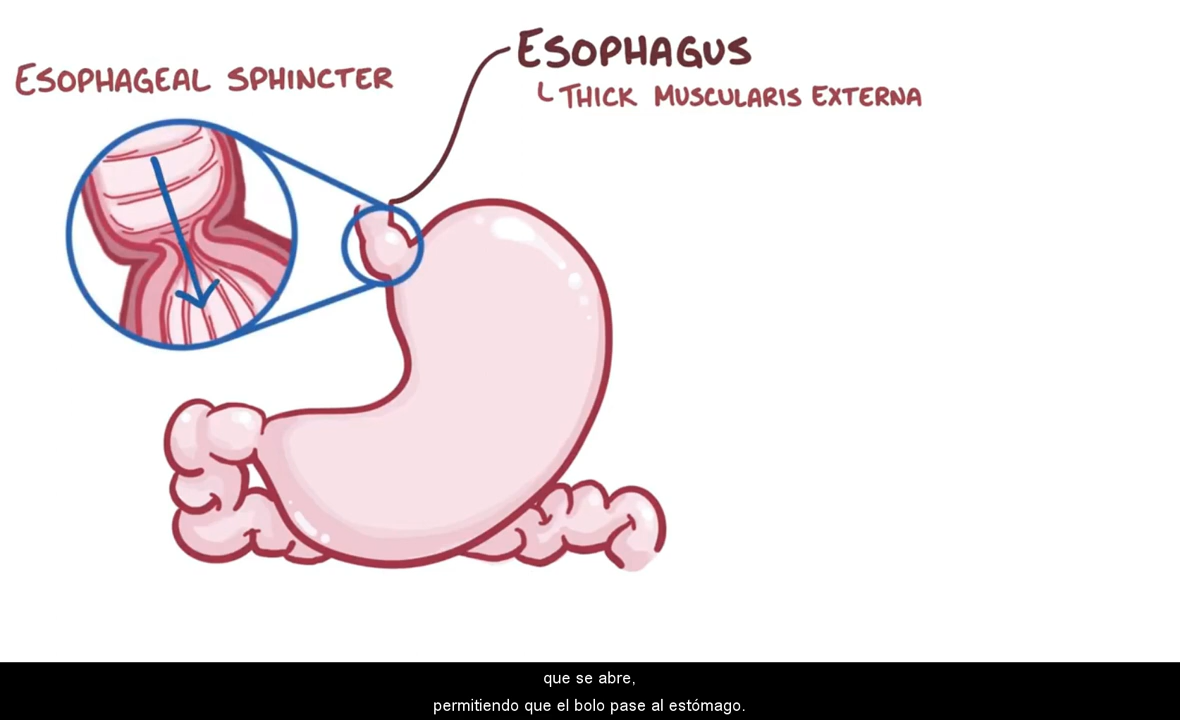 ESOPHAGEAL SPHINCTER
ESOPHAGUS
THICK MUSCULARIS EXTERNA
que se abre,
permitiendo que el bolo pase al estómago.